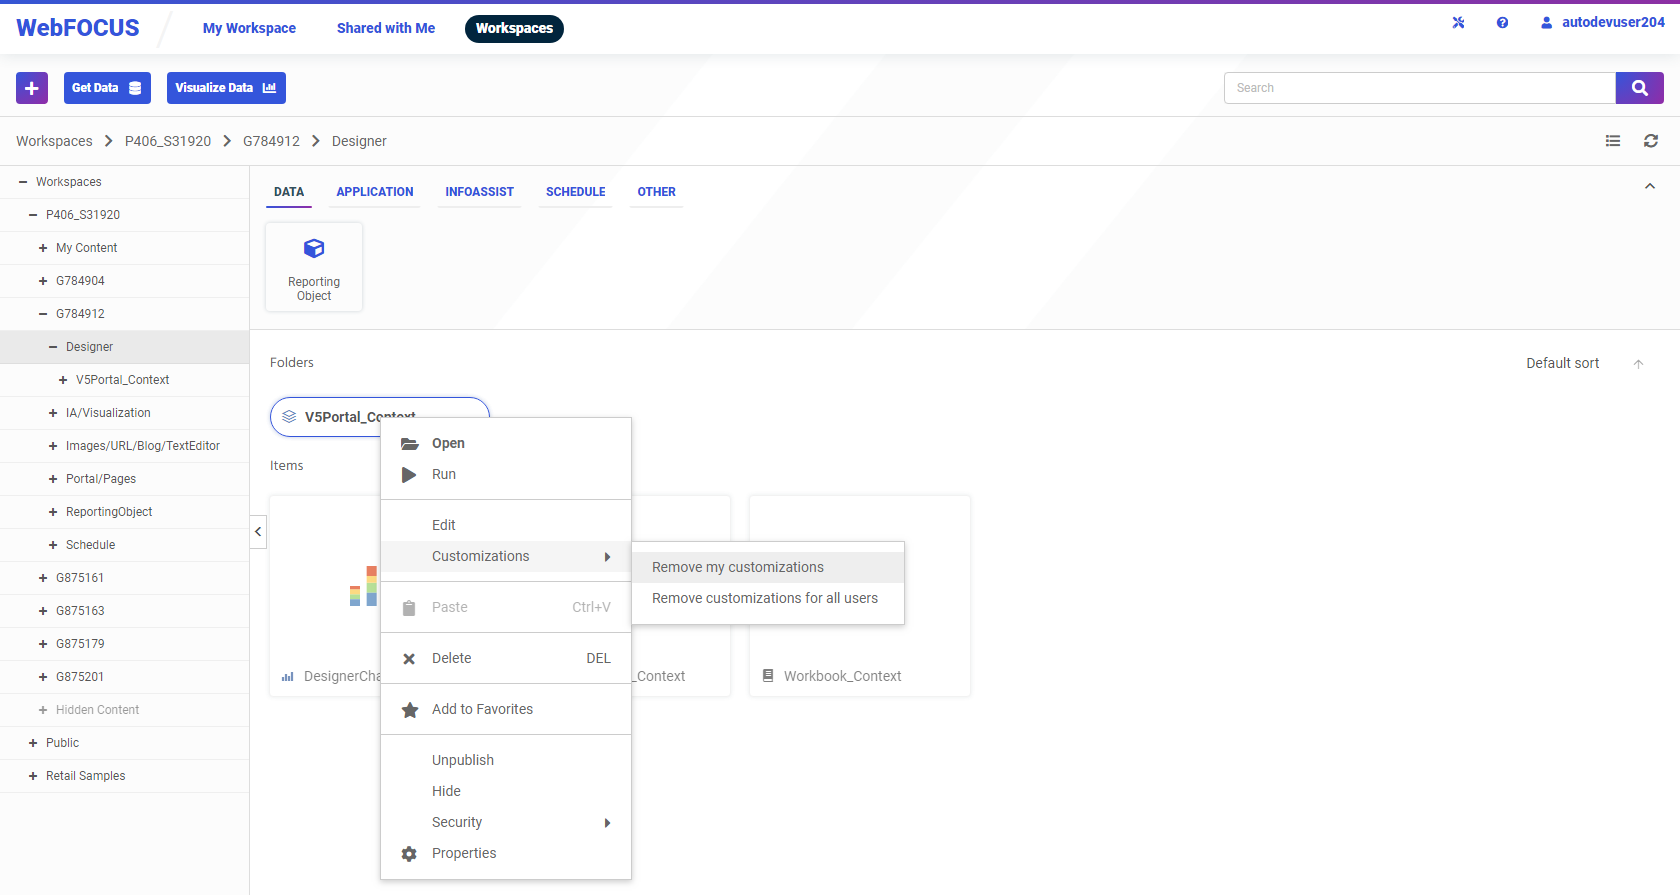 WebFOCUS
My Workspace
Shared with Me
Workspaces
autodevuser204
Get Data
Visualize Data
Search
Workspaces
P406_S31920
G784912
Designer
Workspaces
P406_S31920
My Content
G784904
G784912
Designer
V5Portal_Context
IA/Visualization
Images/URL/Blog/TextEditor
Portal/Pages
ReportingObject
Schedule
G875161
G875163
G875179
G875201
Hidden Content
Public
Retail Samples
DATA
APPLICATION
INFOASSIST
SCHEDULE
OTHER
Reporting
Object
Folders
Default sort
V5Portal_Context
Items
DesignerCha
_Context
Workbook_Context
Open
Run
Edit
Customizations
Paste Ctrl+V
Delete DEL
Add to Favorites
Unpublish
Hide
Security
Properties
Remove my customizations
Remove customizations for all users